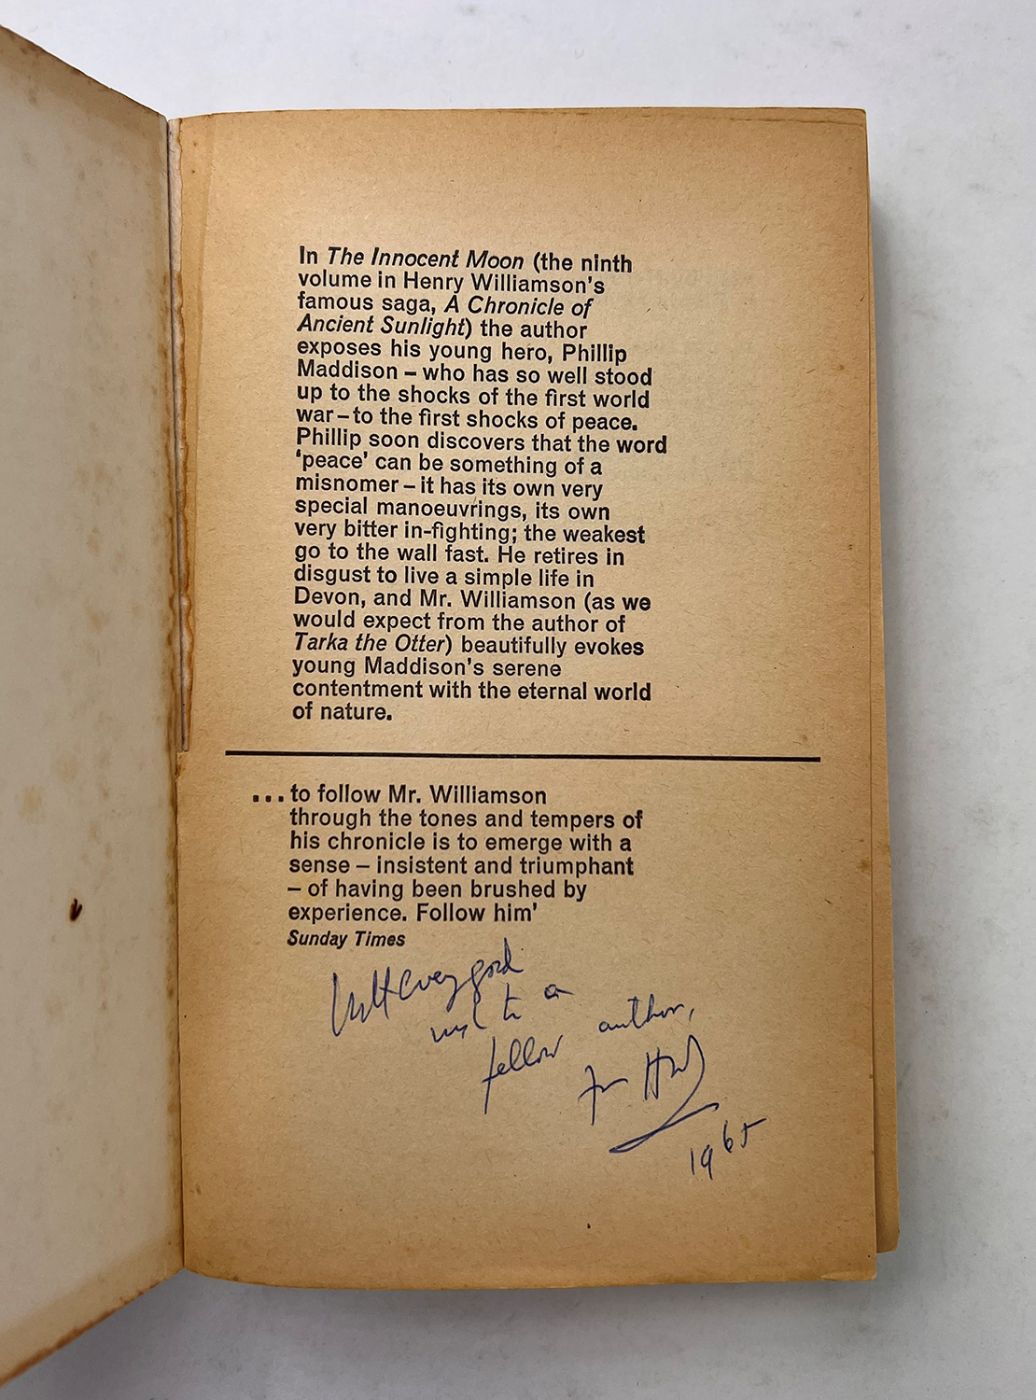 In The Innocent Moon (the ninth
volume in Henry Williamson's
famous saga, A Chronicle of
Ancient Sunlight) the author
exposes his young hero, Phillip
Maddison – who has so well stood
up to the shocks of the first world
war – to the first shocks of peace.
Phillip soon discovers that the word
'peace' can be something of a
misnomer – it has its own very
special manoeuvrings, its own
very bitter in-fighting; the weakest
go to the wall fast. He retires in
disgust to live a simple life in
Devon, and Mr. Williamson (as we
would expect from the author of
Tarka the Otter) beautifully evokes
young Maddison's serene
contentment with the eternal world
of nature.
...to follow Mr. Williamson
through the tones and tempers of
his chronicle is to emerge with a
sense – insistent and triumphant
– of having been brushed by
experience. Follow him'
Sunday Times
With every good
wish to a
fellow author,
from HW
1965